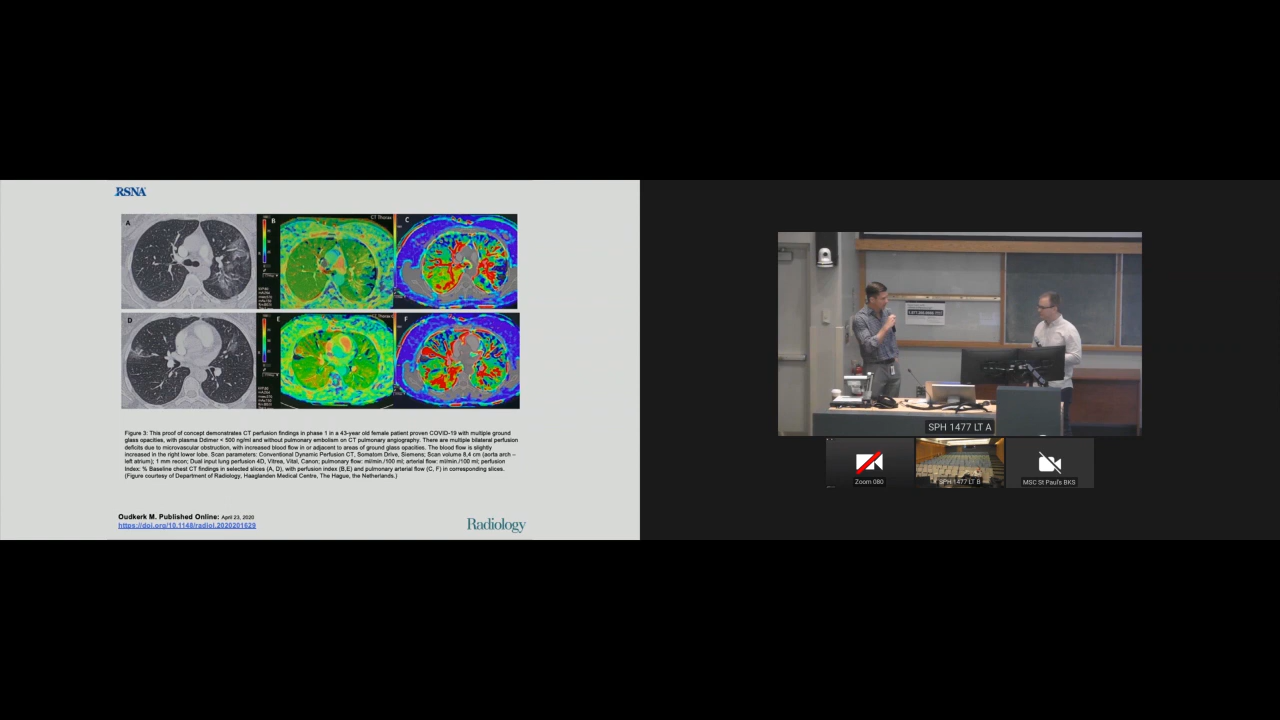 RSNA
A
B
CT Thorax
C
D
E
F
Figure 3: This proof of concept demonstrates CT perfusion findings in phase 1 in a 43-year old female patient proven COVID-19 with multiple ground
glass opacities, with plasma Ddimer < 500 ng/ml and without pulmonary embolism on CT pulmonary angiography. There are multiple bilateral perfusion
deficits due to microvascular obstruction, with increased blood flow in or adjacent to areas of ground glass opacities. The blood flow is slightly
increased in the right lower lobe. Scan parameters: Conventional Dynamic Perfusion CT, Somatom Drive, Siemens; Scan volume 8,4 cm (aorta arch –
left atrium); 1 mm recon; Dual input lung perfusion 4D, Vitrea, Vital, Canon; pulmonary flow: ml/min./100 ml; arterial flow: ml/min./100 ml; perfusion
Index: % Baseline chest CT findings in selected slices (A, D), with perfusion index (B,E) and pulmonary arterial flow (C, F) in corresponding slices.
(Figure courtesy of Department of Radiology, Haaglanden Medical Centre, The Hague, the Netherlands.)
Oudkerk M. Published Online: April 23, 2020
https://doi.org/10.1148/radiol.2020201629
Radiology
SPH 1477 LT A
Zoom 080
SPH 1477 LT B
MSC St Paul's BKS